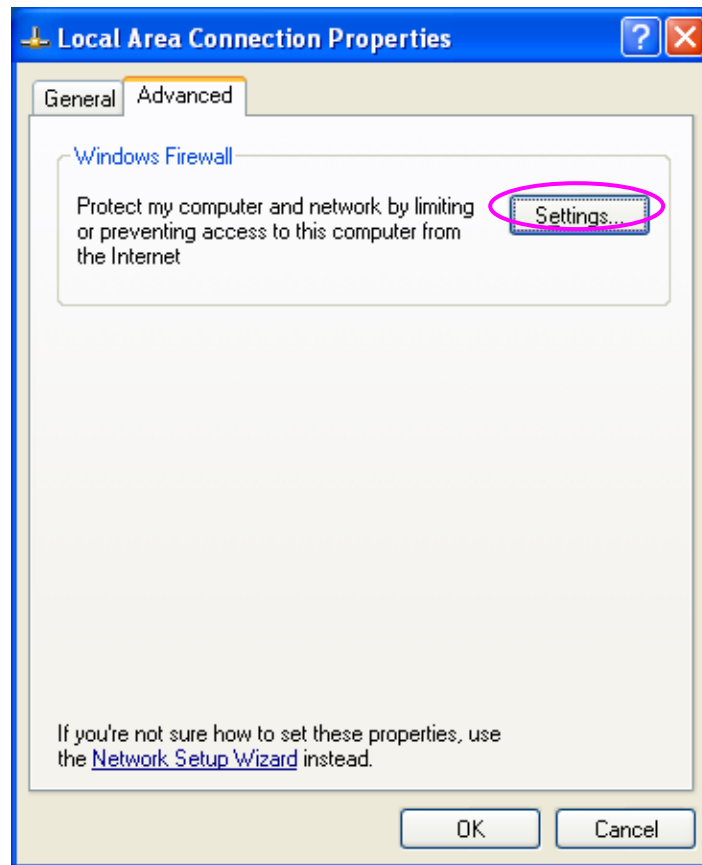 Local Area Connection Properties
General
Advanced
Windows Firewall
Protect my computer and network by limiting
or preventing access to this computer from
the Internet
Settings...
If you're not sure how to set these properties, use
the Network Setup Wizard instead.
OK
Cancel